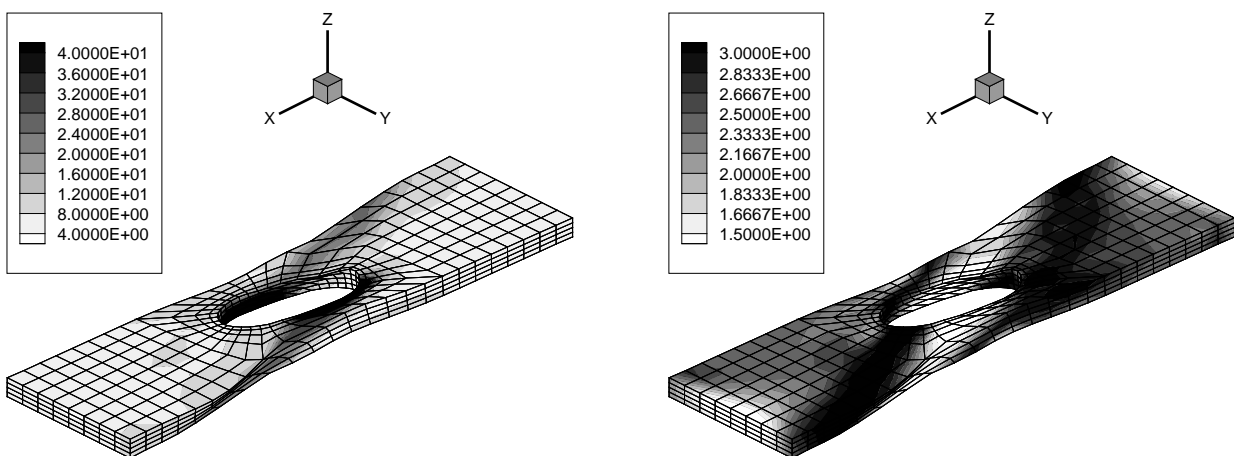 4.0000E+01
3.6000E+01
3.2000E+01
2.8000E+01
2.4000E+01
2.0000E+01
1.6000E+01
1.2000E+01
8.0000E+00
4.0000E+00
Z
X
Y
3.0000E+00
2.8333E+00
2.6667E+00
2.5000E+00
2.3333E+00
2.1667E+00
2.0000E+00
1.8333E+00
1.6667E+00
1.5000E+00
Z
X
Y